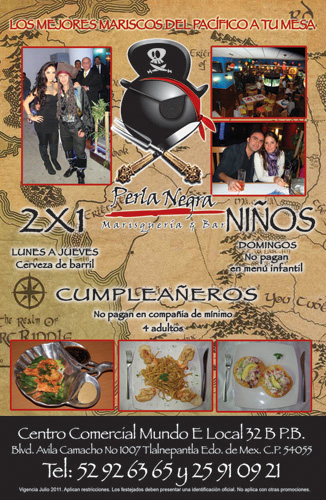 LOS MEJORES MARISCOS DEL PACÍFICO A TU MESA
Perla Negra
Marisquería y Bar
2X1
LUNES A JUEVES
Cerveza de barril
NIÑOS
DOMINGOS
No pagan
en menú infantil
CUMPLEAÑEROS
No pagan en compañía de mínimo
4 adultos
The Realm Of
Centro Comercial Mundo E Local 32 B P.B.
Blvd. Avila Camacho No 1007 Tlalnepantla Edo. de Mex. C.P. 54055
Tel: 52 92 63 65 y 25 91 09 21
Vigencia Julio 2011. Aplican restricciones. Los festejados deben presentar una identificación oficial. No aplica con otras promociones.